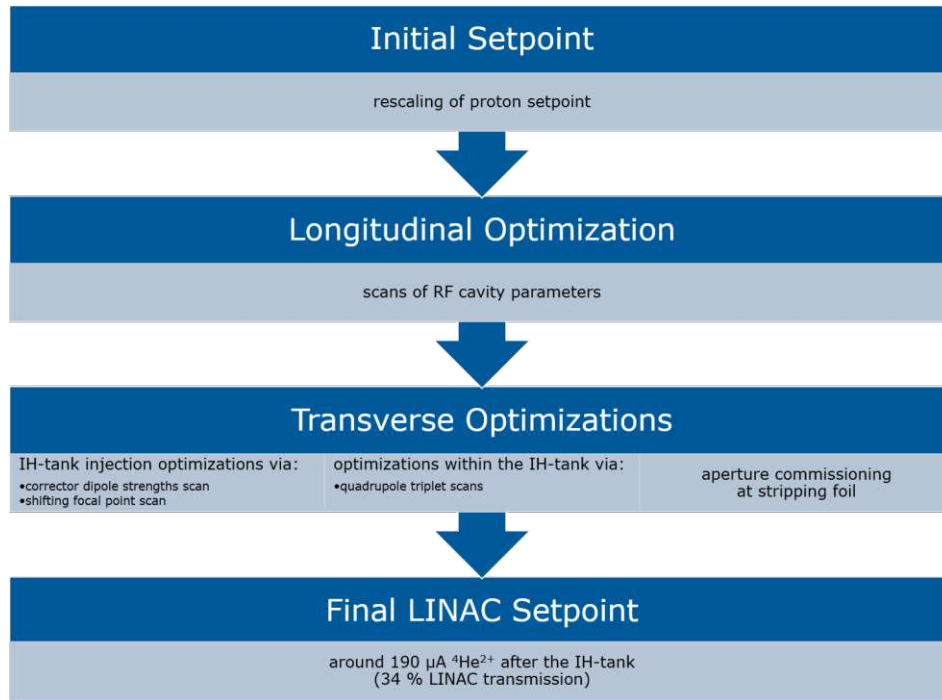 Initial Setpoint
rescaling of proton setpoint
Longitudinal Optimization
scans of RF cavity parameters
Transverse Optimizations
IH-tank injection optimizations via:
•corrector dipole strengths scan
•shifting focal point scan
optimizations within the IH-tank via:
•quadrupole triplet scans
aperture commissioning
at stripping foil
Final LINAC Setpoint
around 190 µA ⁴He²⁺ after the IH-tank
(34 % LINAC transmission)